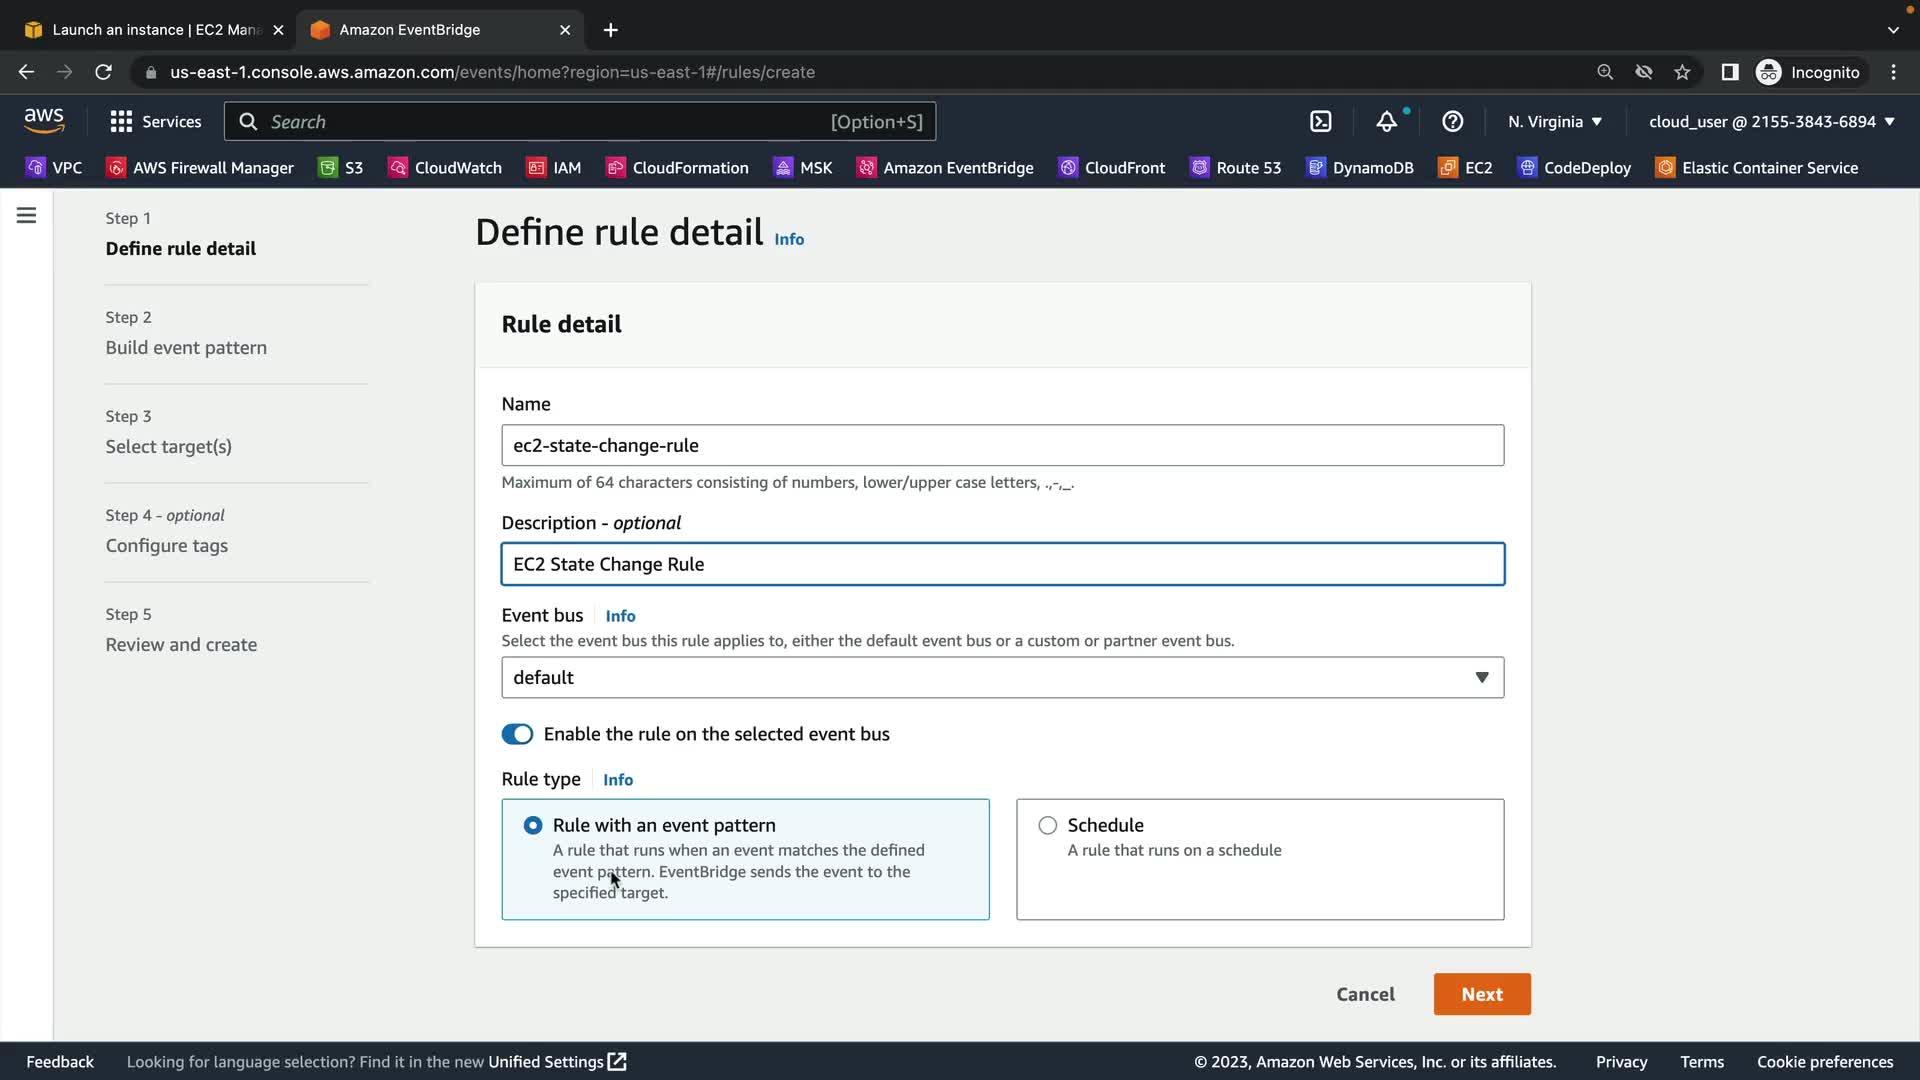 Launch an instance | EC2 Mana
Amazon EventBridge
us-east-1.console.aws.amazon.com/events/home?region=us-east-1#/rules/create
Incognito
aws
Services
Search
[Option+S]
N. Virginia
cloud_user @ 2155-3843-6894
VPC
AWS Firewall Manager
S3
CloudWatch
IAM
CloudFormation
MSK
Amazon EventBridge
CloudFront
Route 53
DynamoDB
EC2
CodeDeploy
Elastic Container Service
Step 1
Define rule detail
Step 2
Build event pattern
Step 3
Select target(s)
Step 4 - optional
Configure tags
Step 5
Review and create
Define rule detail Info
Rule detail
Name
ec2-state-change-rule
Maximum of 64 characters consisting of numbers, lower/upper case letters, .,-,_.
Description - optional
EC2 State Change Rule
Event bus Info
Select the event bus this rule applies to, either the default event bus or a custom or partner event bus.
default
Enable the rule on the selected event bus
Rule type Info
Rule with an event pattern
A rule that runs when an event matches the defined
event pattern. EventBridge sends the event to the
specified target.
Schedule
A rule that runs on a schedule
Cancel
Next
Feedback
Looking for language selection? Find it in the new Unified Settings
© 2023, Amazon Web Services, Inc. or its affiliates.
Privacy
Terms
Cookie preferences